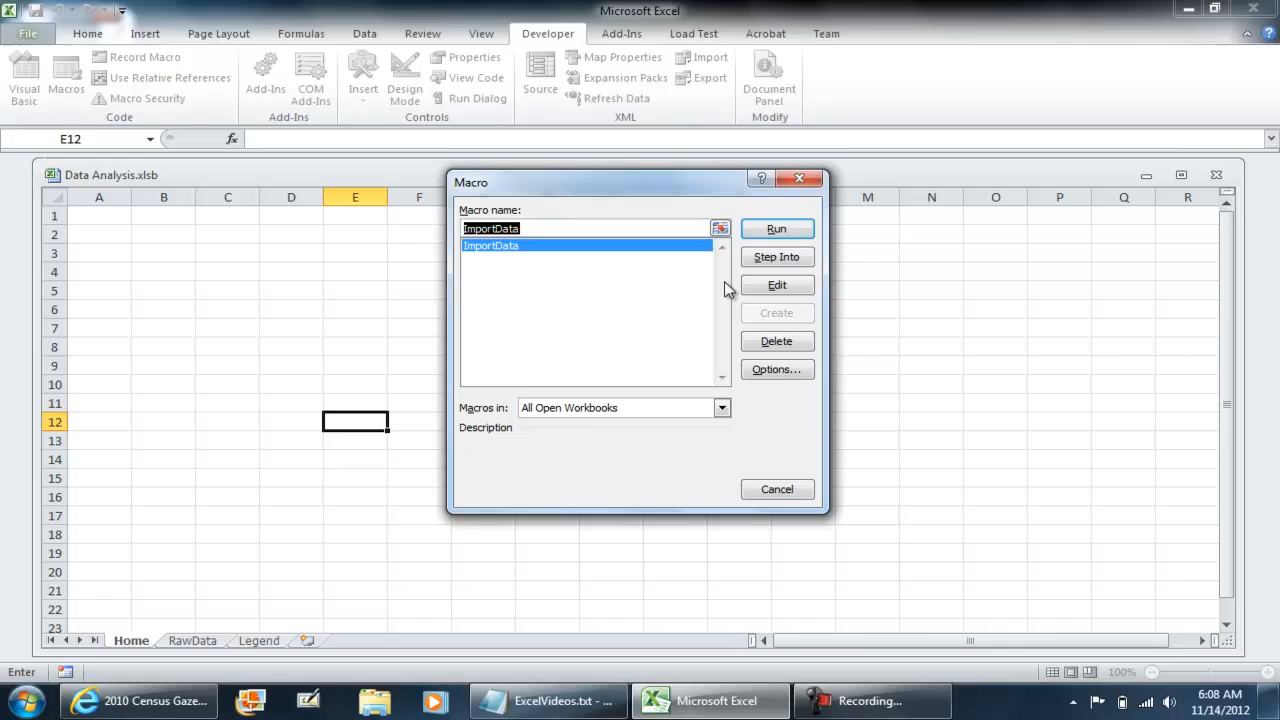 Microsoft Excel
File Home Insert Page Layout Formulas Data Review View Developer Add-Ins Load Test Acrobat Team
Visual Basic
Macros
Record Macro
Use Relative References
Macro Security
Code
Add-Ins
COM Add-Ins
Add-Ins
Insert
Design Mode
Properties
View Code
Run Dialog
Controls
Source
Map Properties
Expansion Packs
Refresh Data
Import
Export
XML
Document Panel
Modify
E12
fx
Data Analysis.xlsb
A B C D E F M N O P Q R
1
2
3
4
5
6
7
8
9
10
11
12
13
14
15
16
17
18
19
20
21
22
23
Macro
Macro name:
ImportData
ImportData
Run
Step Into
Edit
Create
Delete
Options...
Macros in: All Open Workbooks
Description
Cancel
Home RawData Legend
Enter
100%
2010 Census Gaze...
ExcelVideos.txt - ...
Microsoft Excel
Recording...
6:08 AM
11/14/2012